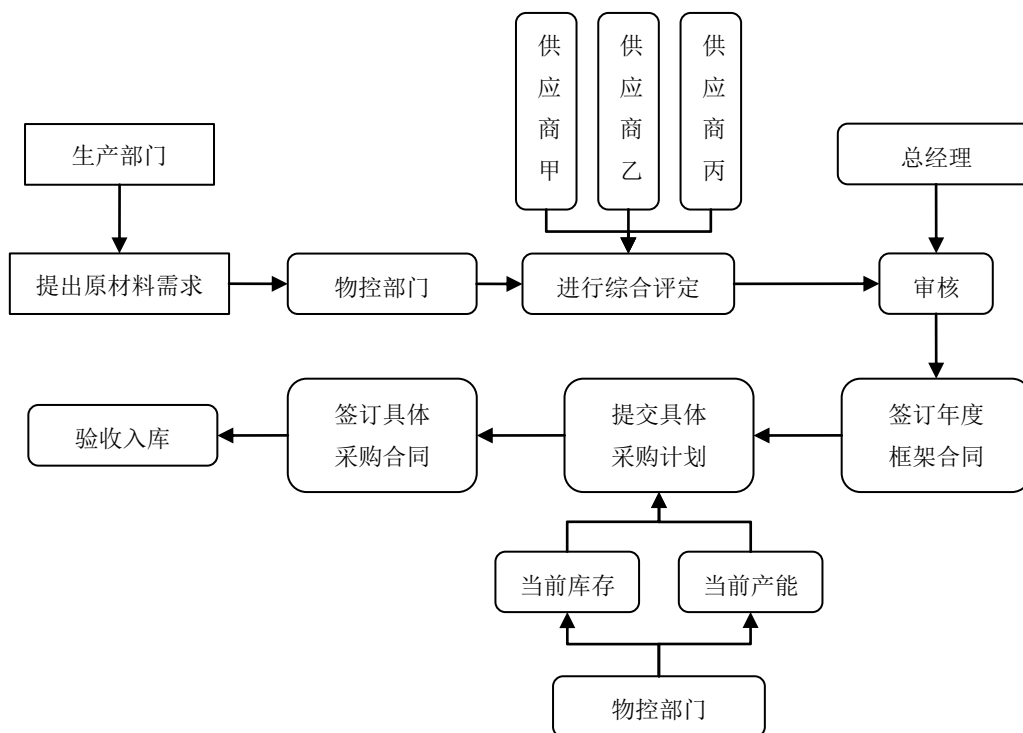 供应商甲
供应商乙
供应商丙
生产部门
总经理
提出原材料需求
物控部门
进行综合评定
审核
验收入库
签订具体
采购合同
提交具体
采购计划
签订年度
框架合同
当前库存
当前产能
物控部门